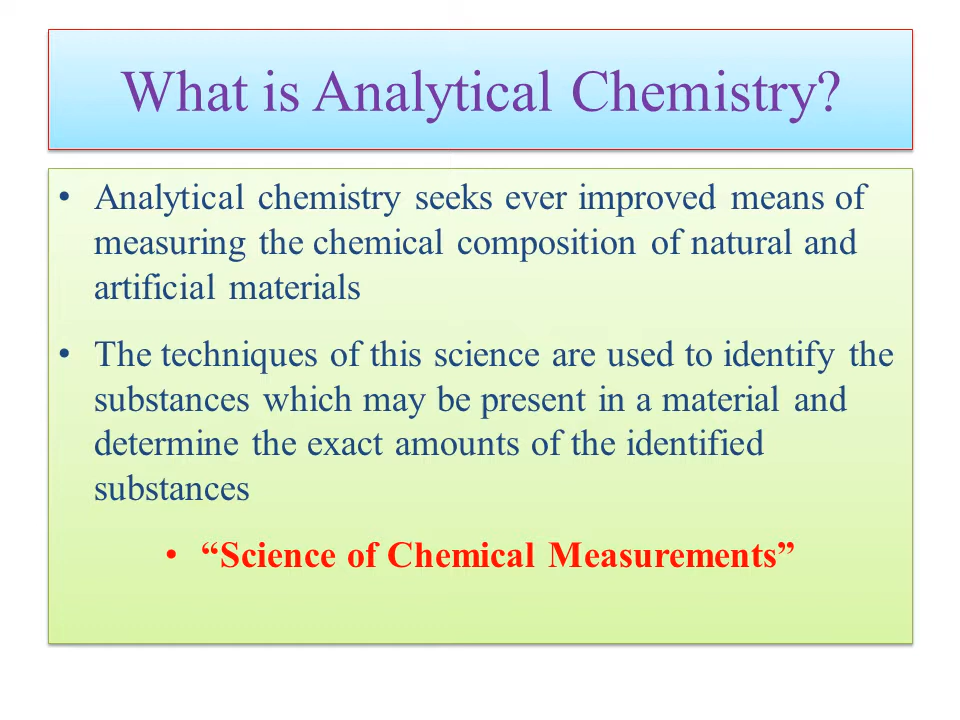 What is Analytical Chemistry?
• Analytical chemistry seeks ever improved means of
measuring the chemical composition of natural and
artificial materials
• The techniques of this science are used to identify the
substances which may be present in a material and
determine the exact amounts of the identified
substances
• “Science of Chemical Measurements”